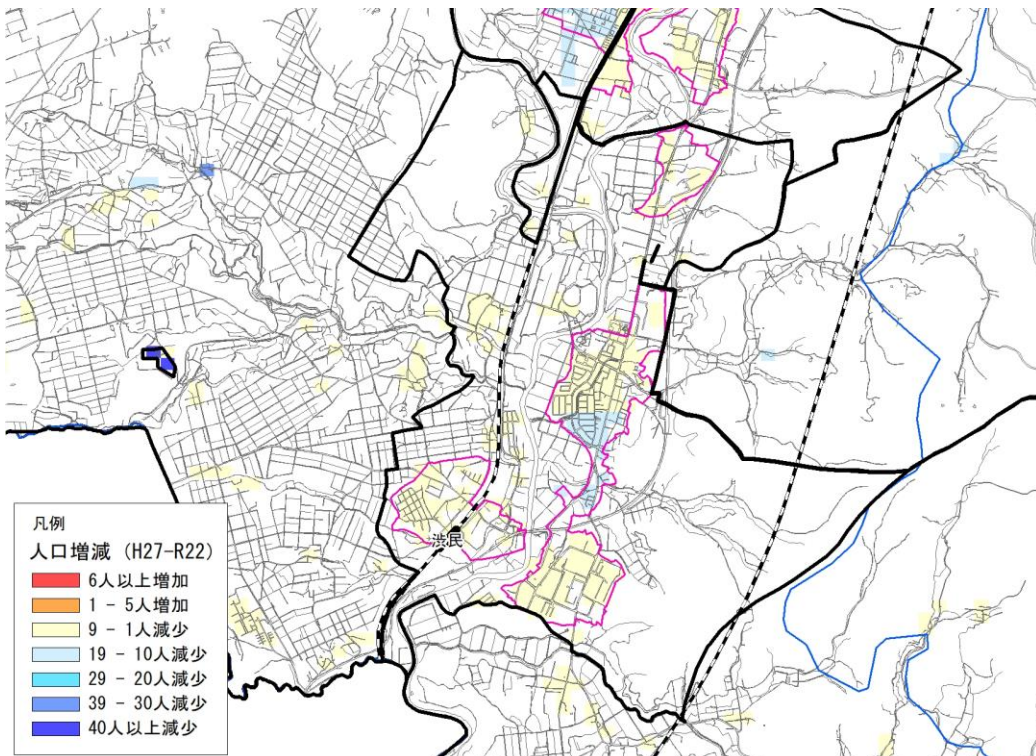 渋民
凡例
人口増減 (H27-R22)
6人以上増加
1 - 5人増加
9 - 1人減少
19 - 10人減少
29 - 20人減少
39 - 30人減少
40人以上減少